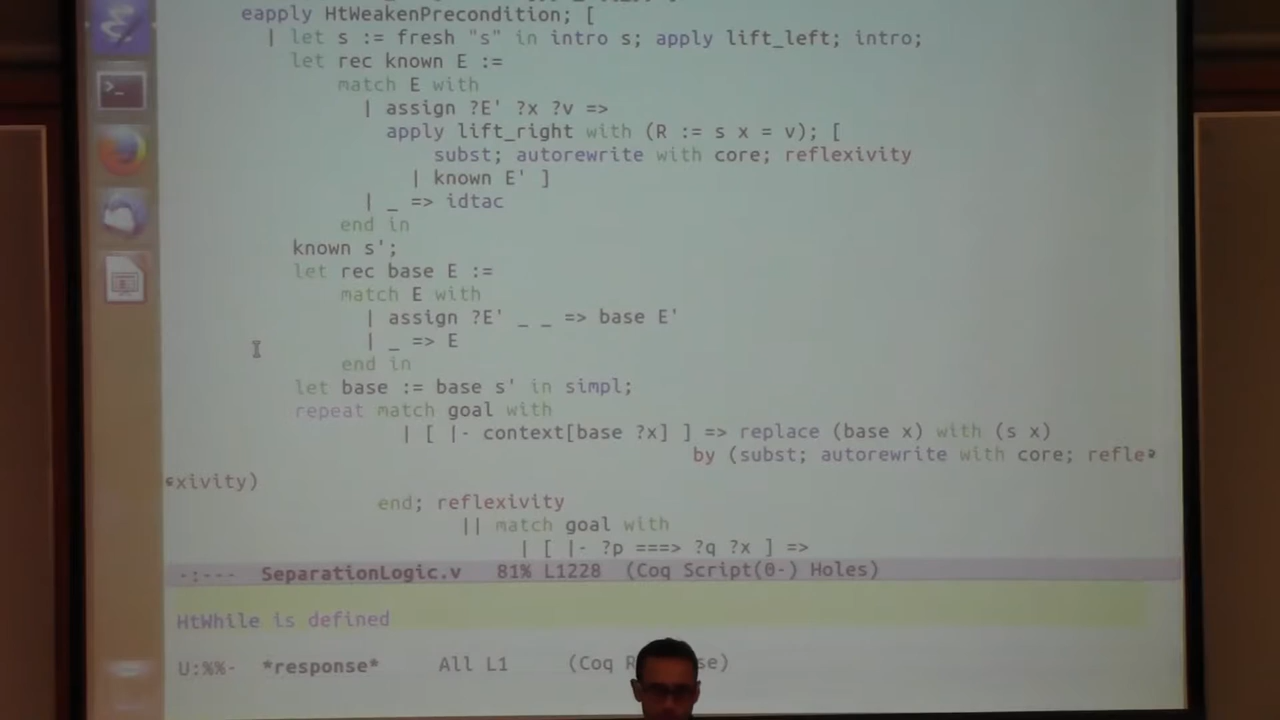 eapply HtWeakenPrecondition; [
| let s := fresh "s" in intro s; apply lift_left; intro;
let rec known E :=
match E with
| assign ?E' ?x ?v =>
apply lift_right with (R := s x = v); [
subst; autorewrite with core; reflexivity
| known E' ]
| _ => idtac
end in
known s';
let rec base E :=
match E with
| assign ?E' _ _ => base E'
| _ => E
end in
let base := base s' in simpl;
repeat match goal with
| [ |- context[base ?x] ] => replace (base x) with (s x)
by (subst; autorewrite with core; refle
xivity)
end; reflexivity
|| match goal with
| [ |- ?p ===> ?q ?x ] =>
-:--- SeparationLogic.v 81% L1228 (Coq Script(0-) Holes)
HtWhile is defined
U:%%- *response* All L1 (Coq R se)